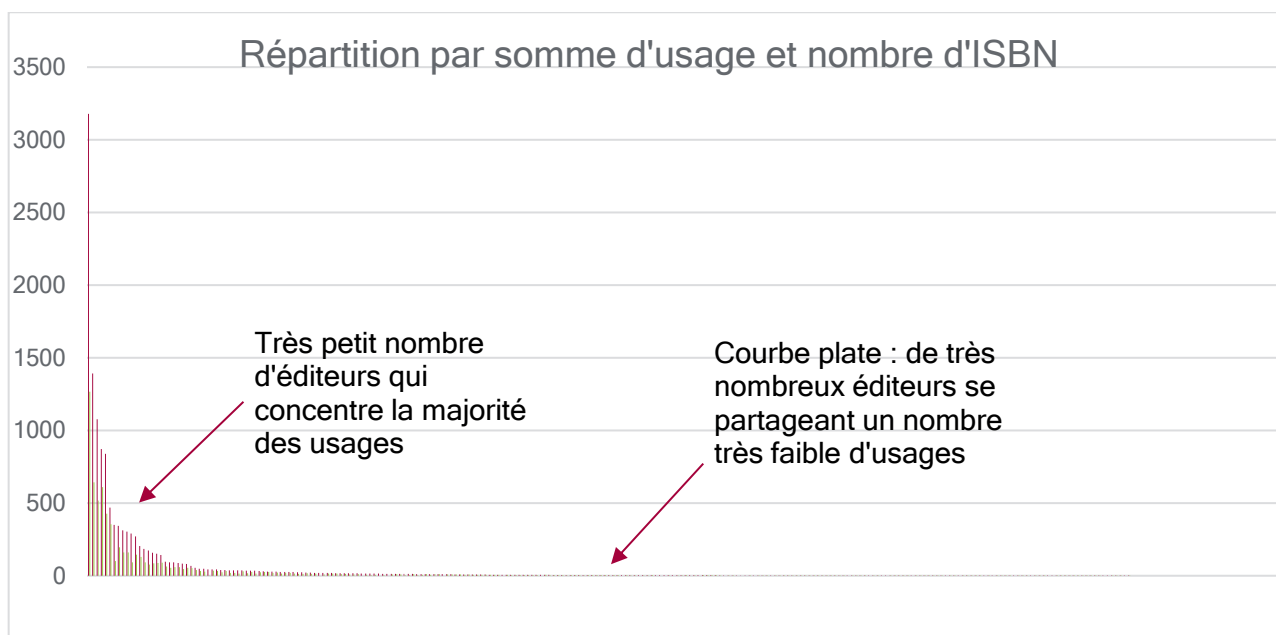 Répartition par somme d'usage et nombre d'ISBN
3500
3000
2500
2000
1500
1000
500
0
Très petit nombre
d'éditeurs qui
concentre la majorité
des usages
Courbe plate : de très
nombreux éditeurs se
partageant un nombre
très faible d'usages